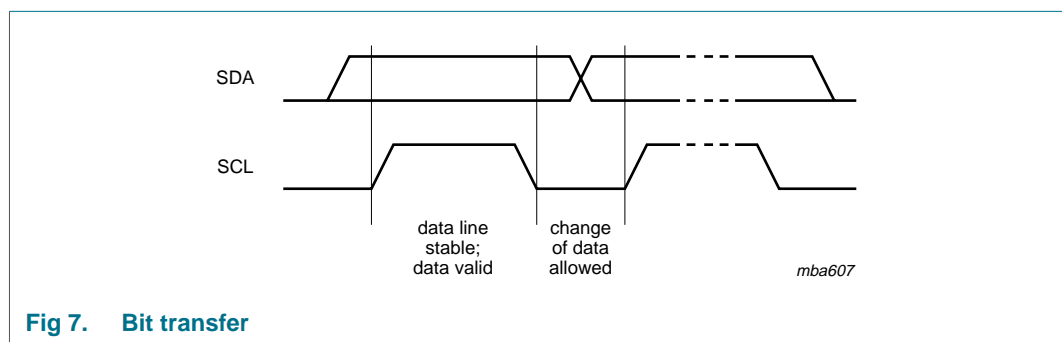 SDA
SCL
data line
stable;
data valid
change
of data
allowed
mba607
Fig 7. Bit transfer